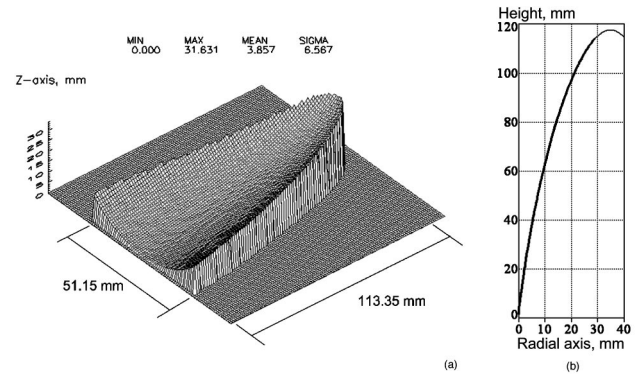 MIN MAX MEAN SIGMA
0.000 31.631 3.857 6.567
Z-axis, mm
0
51.15 mm
113.35 mm
(a)
Height, mm
120
100
80
60
40
20
0
0 10 20 30 40
Radial axis, mm
(b)